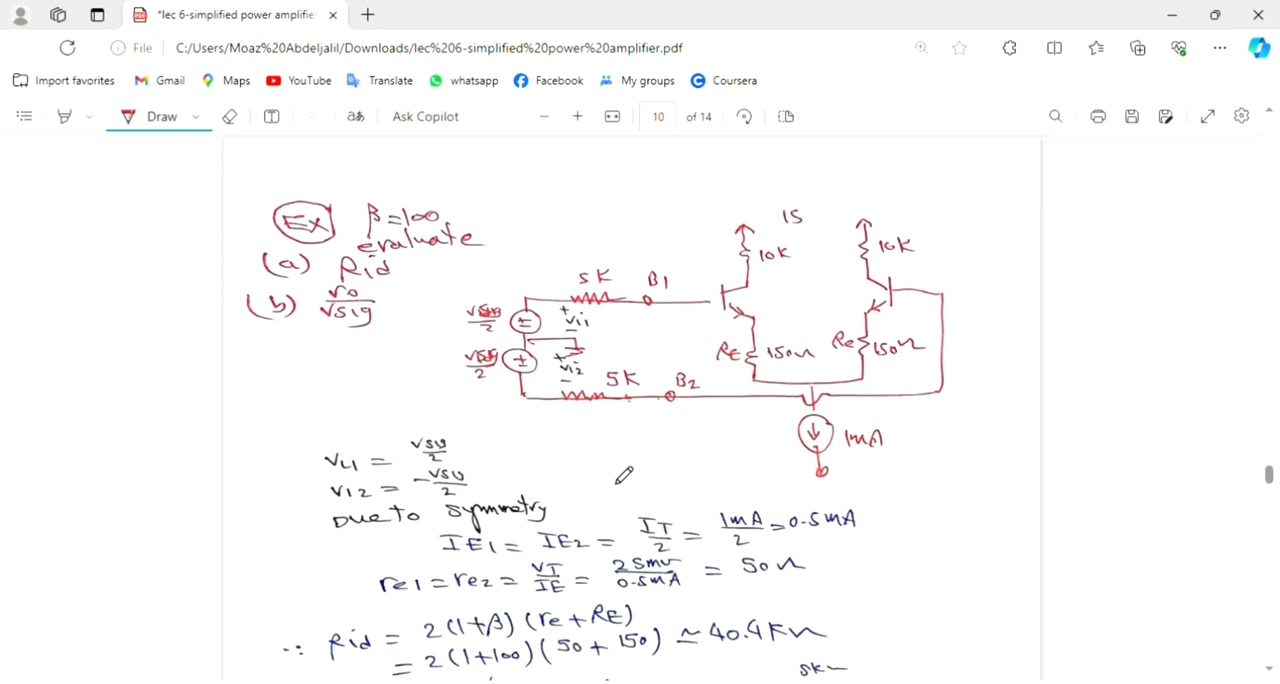 *lec 6-simplified power amplifie
File C:/Users/Moaz%20Abdeljalil/Downloads/lec%206-simplified%20power%20amplifier.pdf
Import favorites Gmail Maps YouTube Translate whatsapp Facebook My groups Coursera
Draw aあ Ask Copilot 10 of 14
Ex β=100
evaluate
(a) Rid
(b) vo/vsig
15
10K 10K
5K B1
vsig/2
+ vi1 -
vsig/2
+ vi2 -
RE 150Ω RE 150Ω
5K B2
1mA
vi1 = vsig/2
vi2 = -vsig/2
Due to symmetry
IE1 = IE2 = IT/2 = 1mA/2 = 0.5mA
re1 = re2 = VT/IE = 25mv/0.5mA = 50Ω
∴ Rid = 2(1+β)(re+RE)
= 2(1+100)(50+150) ≃ 40.4KΩ
5KΩ